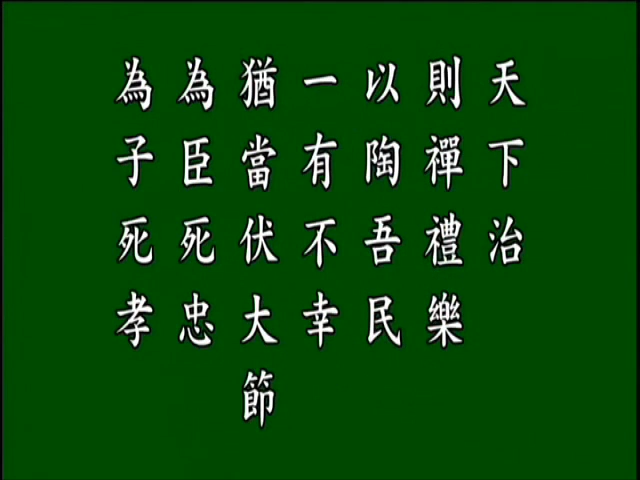 天下治
則禪禮樂
以陶吾民
一有不幸
猶當伏大節
為臣死忠
為子死孝